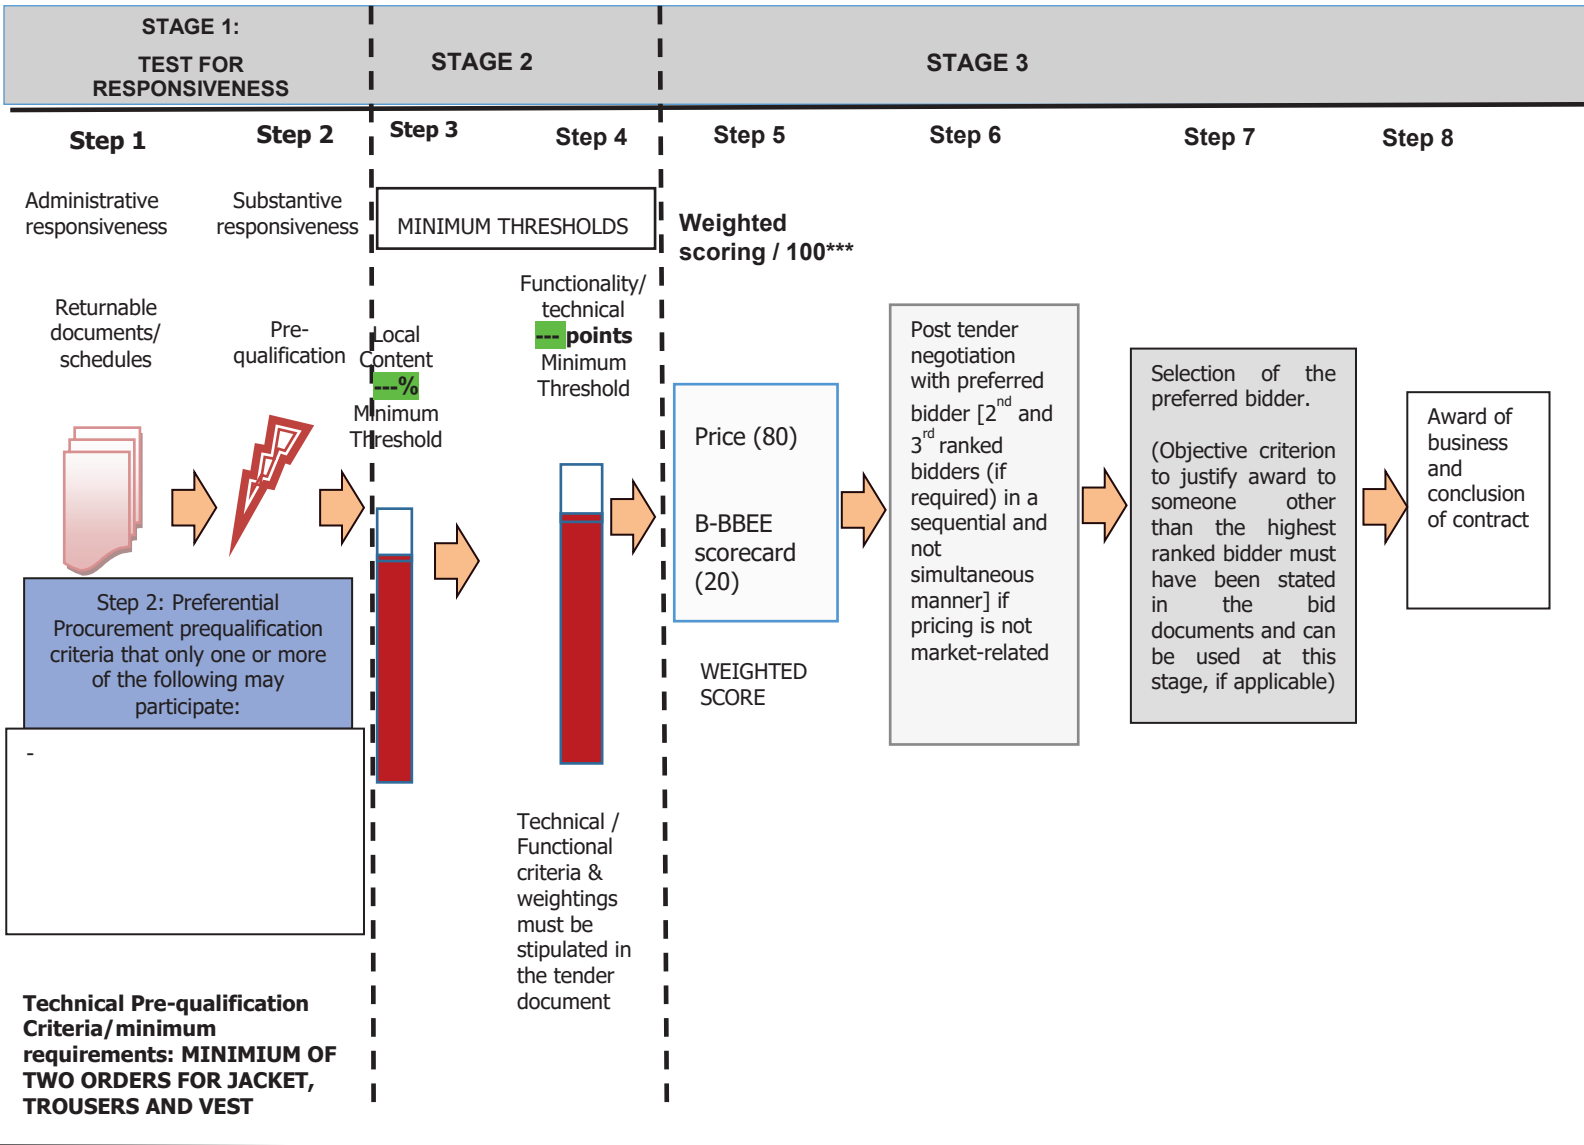 STAGE 1:
TEST FOR
RESPONSIVENESS
STAGE 2
STAGE 3
Step 1
Step 2
Step 3
Step 4
Step 5
Step 6
Step 7
Step 8
Administrative
responsiveness
Substantive
responsiveness
MINIMUM THRESHOLDS
Weighted
scoring / 100***
Returnable
documents/
schedules
Pre-
qualification
Local
Content
---%
Minimum
Threshold
Functionality/
technical
--- points
Minimum
Threshold
Price (80)
B-BBEE
scorecard
(20)
WEIGHTED
SCORE
Post tender
negotiation
with preferred
bidder [2nd and
3rd ranked
bidders (if
required) in a
sequential and
not
simultaneous
manner] if
pricing is not
market-related
Selection of the
preferred bidder.
(Objective criterion
to justify award to
someone other
than the highest
ranked bidder must
have been stated
in the bid
documents and can
be used at this
stage, if applicable)
Award of
business
and
conclusion
of contract
Step 2: Preferential
Procurement prequalification
criteria that only one or more
of the following may
participate:
-
Technical /
Functional
criteria &
weightings
must be
stipulated in
the tender
document
Technical Pre-qualification
Criteria/minimum
requirements: MINIMIUM OF
TWO ORDERS FOR JACKET,
TROUSERS AND VEST